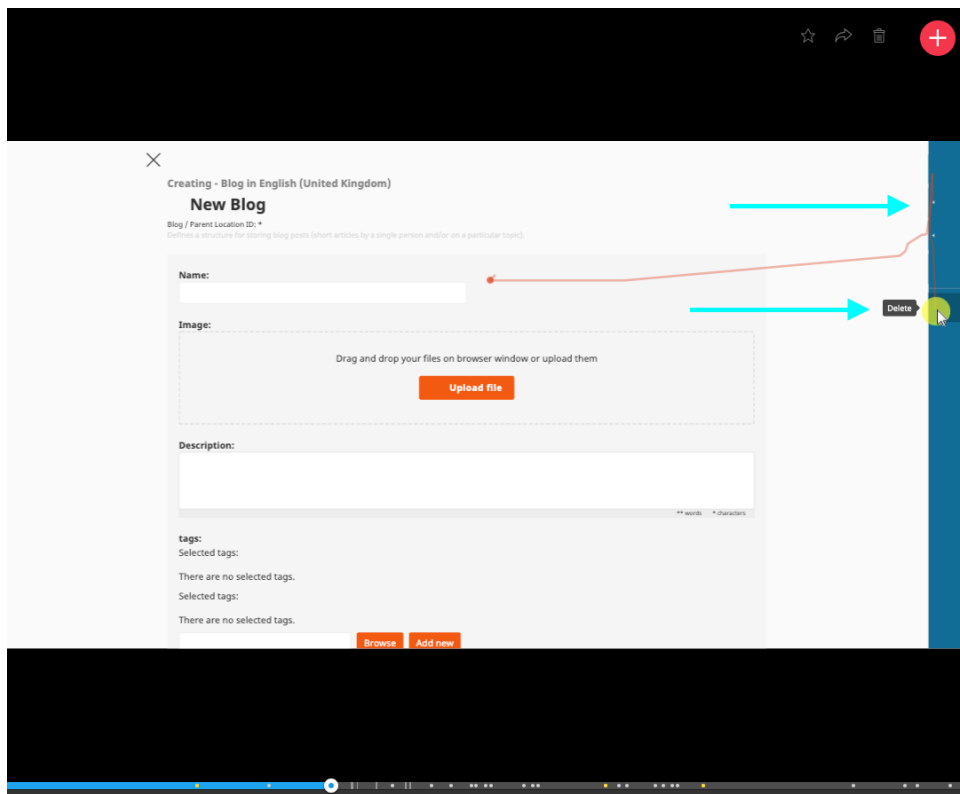 Creating - Blog in English (United Kingdom)
New Blog
Blog / Parent Location ID: *
Defines a structure for storing blog posts (short articles by a single person and/or on a particular topic).
Name:
Delete
Image:
Drag and drop your files on browser window or upload them
Upload file
Description:
** words * characters
tags:
Selected tags:
There are no selected tags.
Selected tags:
There are no selected tags.
Browse Add new